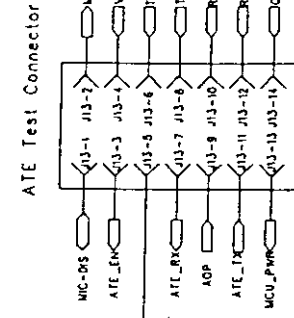 ATE Test Connector
J13-2 J13-4 J13-6 J13-8 J13-10 J13-12 J13-14
J13-1 J13-3 J13-5 J13-7 J13-9 J13-11 J13-13
MIC-DIS
ATE_EN
ATE_RX
AOP
ATE_TX
MCU_PWR